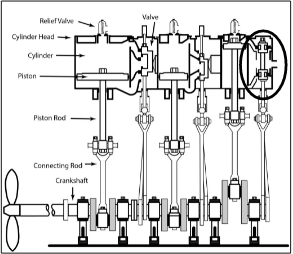 Relief Valve
Valve
Cylinder Head
Cylinder
Piston
Piston Rod
Connecting Rod
Crankshaft